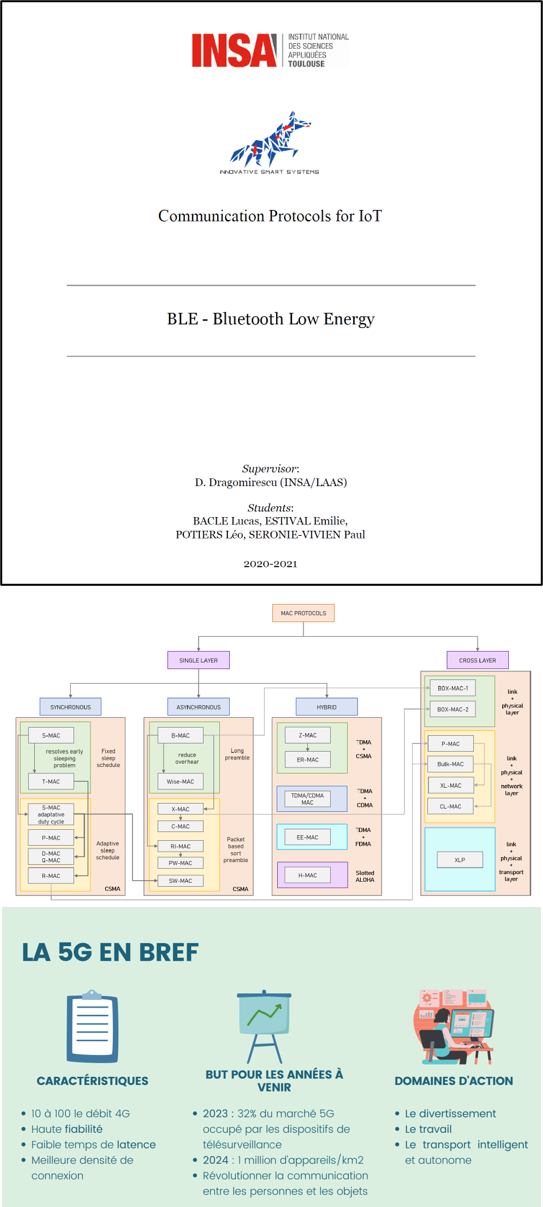 INSA
INSTITUT NATIONAL
DES SCIENCES
APPLIQUÉES
TOULOUSE
INNOVATIVE SMART SYSTEMS
Communication Protocols for IoT
BLE - Bluetooth Low Energy
Supervisor:
D. Dragomirescu (INSA/LAAS)
Students:
BACLE Lucas, ESTIVAL Emilie,
POTIERS Léo, SERONIE-VIVIEN Paul
2020-2021
MAC PROTOCOLS
SINGLE LAYER
CROSS LAYER
SYNCHRONOUS
ASYNCHRONOUS
HYBRID
S-MAC
resolves early
sleeping
problem
T-MAC
Fixed
sleep
schedule
S-MAC
adaptative
duty cycle
P-MAC
D-MAC
Q-MAC
R-MAC
Adaptive
sleep
schedule
CSMA
B-MAC
reduce
overhear
Wise-MAC
Long
preamble
X-MAC
C-MAC
RI-MAC
PW-MAC
SW-MAC
Packet
based
sort
preamble
CSMA
Z-MAC
ER-MAC
TDMA
+
CSMA
TDMA/CDMA
MAC
TDMA
+
CDMA
EE-MAC
TDMA
+
FDMA
H-MAC
Slotted
ALOHA
BOX-MAC-1
BOX-MAC-2
link
+
physical
layer
P-MAC
Bulk-MAC
XL-MAC
CL-MAC
link
+
physical
+
network
layer
XLP
link
+
physical
+
transport
layer
LA 5G EN BREF
CARACTÉRISTIQUES
• 10 à 100 le débit 4G
• Haute fiabilité
• Faible temps de latence
• Meilleure densité de
connexion
BUT POUR LES ANNÉES À
VENIR
• 2023 : 32% du marché 5G
occupé par les dispositifs de
télésurveillance
• 2024 : 1 million d'appareils/km2
• Révolutionner la communication
entre les personnes et les objets
DOMAINES D'ACTION
• Le divertissement
• Le travail
• Le transport intelligent
et autonome